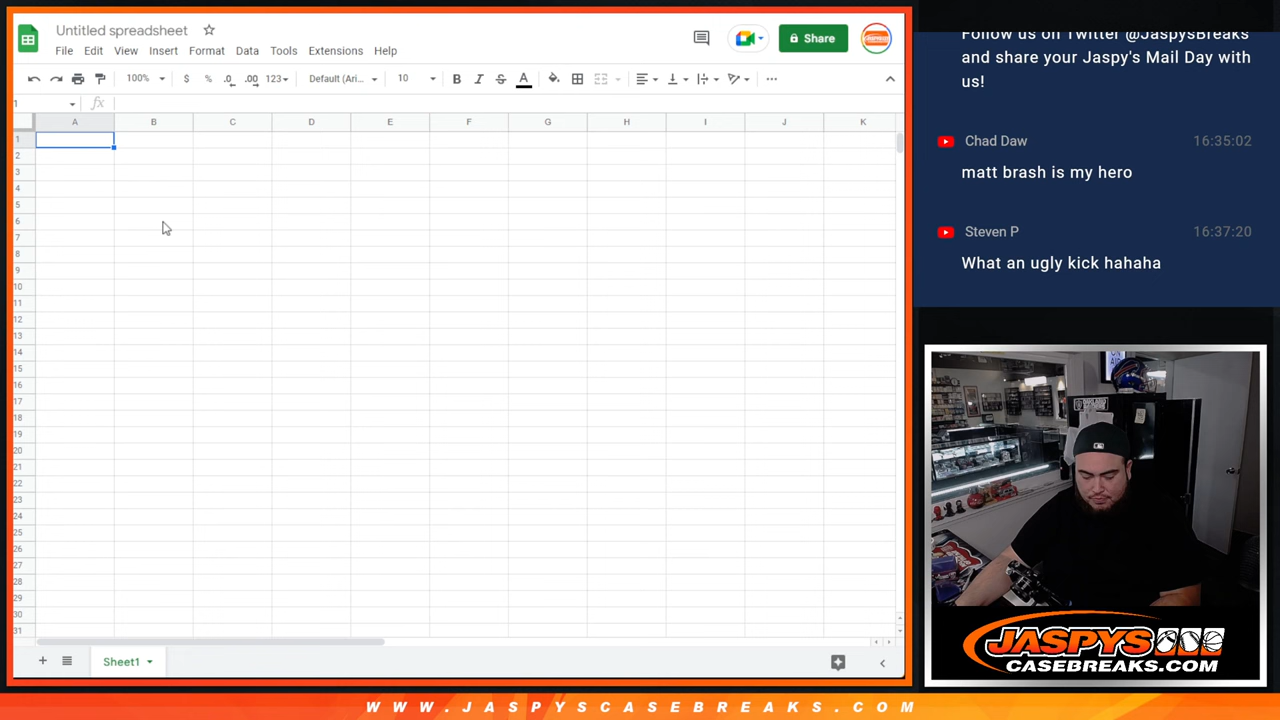 Untitled spreadsheet
File Edit View Insert Format Data Tools Extensions Help
Share
100% $ % .0 .00 123 Default (Ari... 10 B I S A
1 fx
A B C D E F G H I J K
1
2
3
4
5
6
7
8
9
10
11
12
13
14
15
16
17
18
19
20
21
22
23
24
25
26
27
28
29
30
31
Sheet1
Follow us on Twitter @JaspysBreaks
and share your Jaspy's Mail Day with
us!
Chad Daw 16:35:02
matt brash is my hero
Steven P 16:37:20
What an ugly kick hahaha
JASPYS
CASEBREAKS.COM
WWW.JASPYSCASEBREAKS.COM